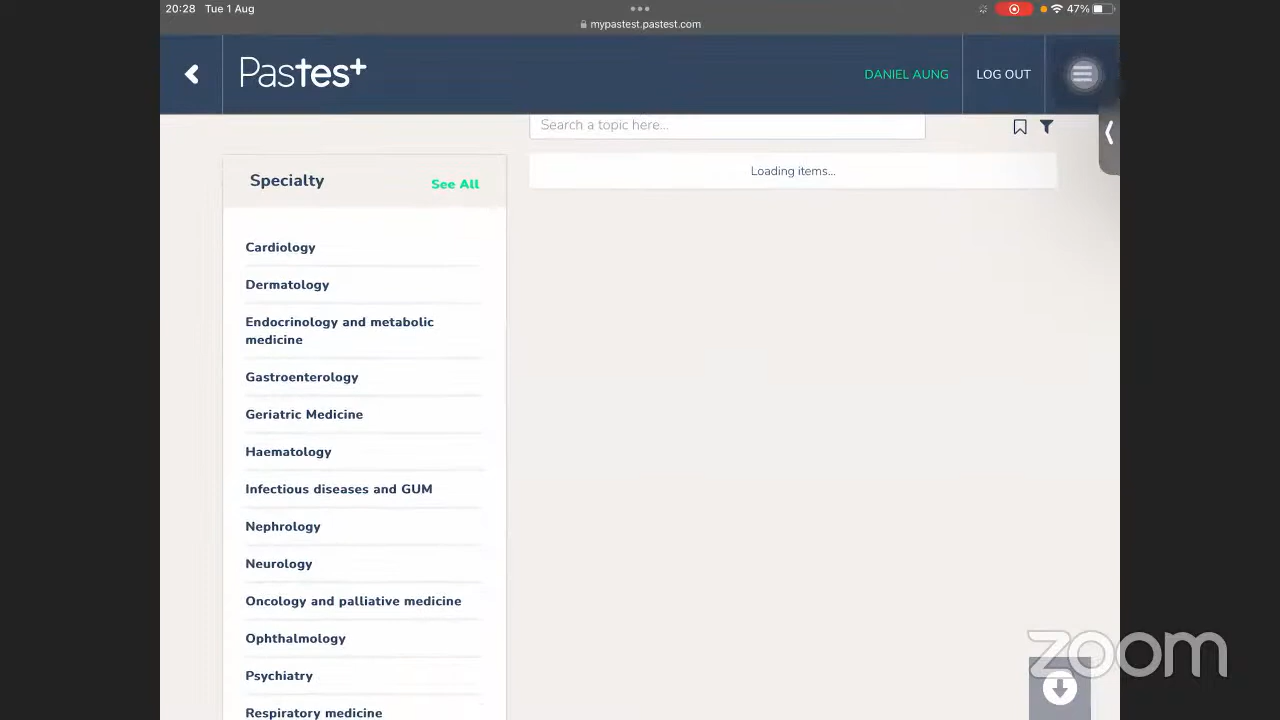 20:28 Tue 1 Aug
47%
mypastest.pastest.com
Pastest
DANIEL AUNG
LOG OUT
Search a topic here...
Loading items...
Specialty
See All
Cardiology
Dermatology
Endocrinology and metabolic
medicine
Gastroenterology
Geriatric Medicine
Haematology
Infectious diseases and GUM
Nephrology
Neurology
Oncology and palliative medicine
Ophthalmology
Psychiatry
Respiratory medicine
zoom